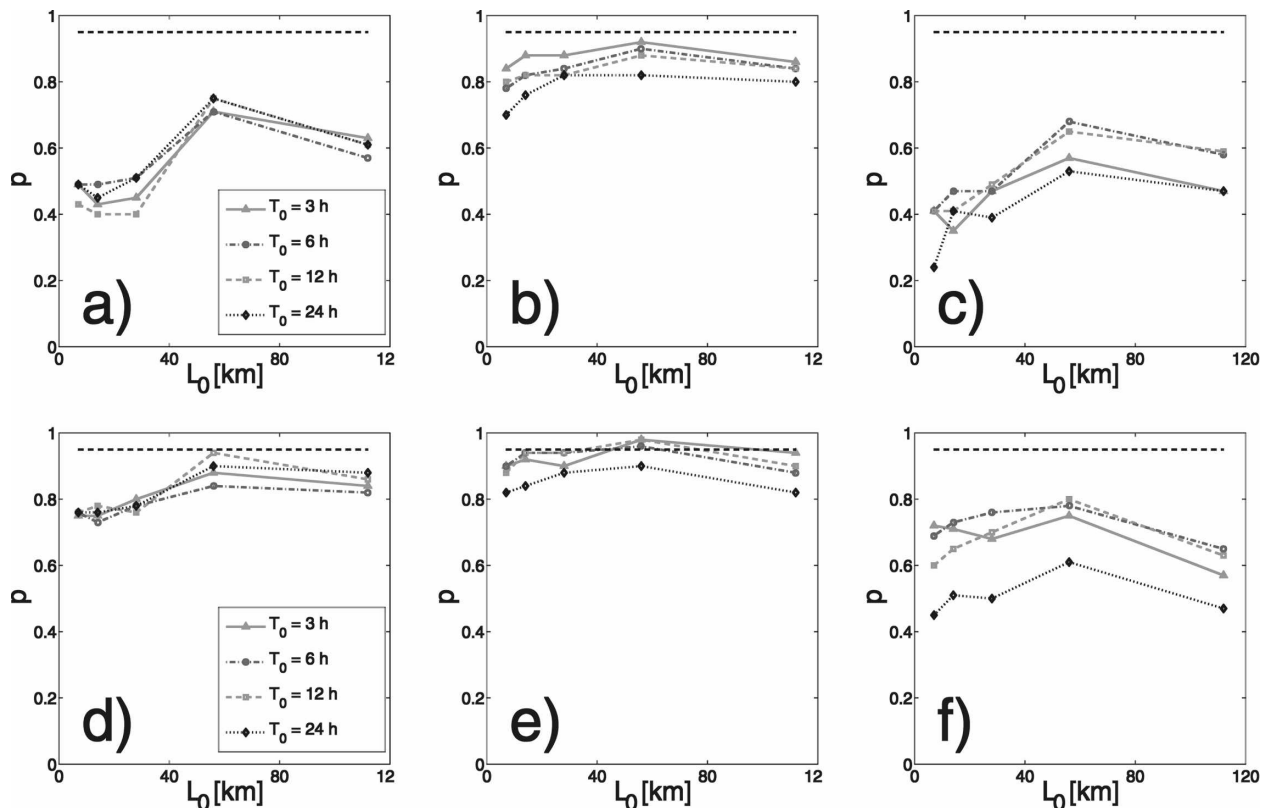 1
0.8
0.6
0.4
0.2
0
p
0 40 80 12
L0 [km]
a)
T0 = 3 h
T0 = 6 h
T0 = 12 h
T0 = 24 h
1
0.8
0.6
0.4
0.2
0
p
0 40 80 12
L0 [km]
b)
1
0.8
0.6
0.4
0.2
0
p
0 40 80 120
L0 [km]
c)
1
0.8
0.6
0.4
0.2
0
p
0 40 80 12
L0 [km]
d)
T0 = 3 h
T0 = 6 h
T0 = 12 h
T0 = 24 h
1
0.8
0.6
0.4
0.2
0
p
0 40 80 12
L0 [km]
e)
1
0.8
0.6
0.4
0.2
0
p
0 40 80 120
L0 [km]
f)